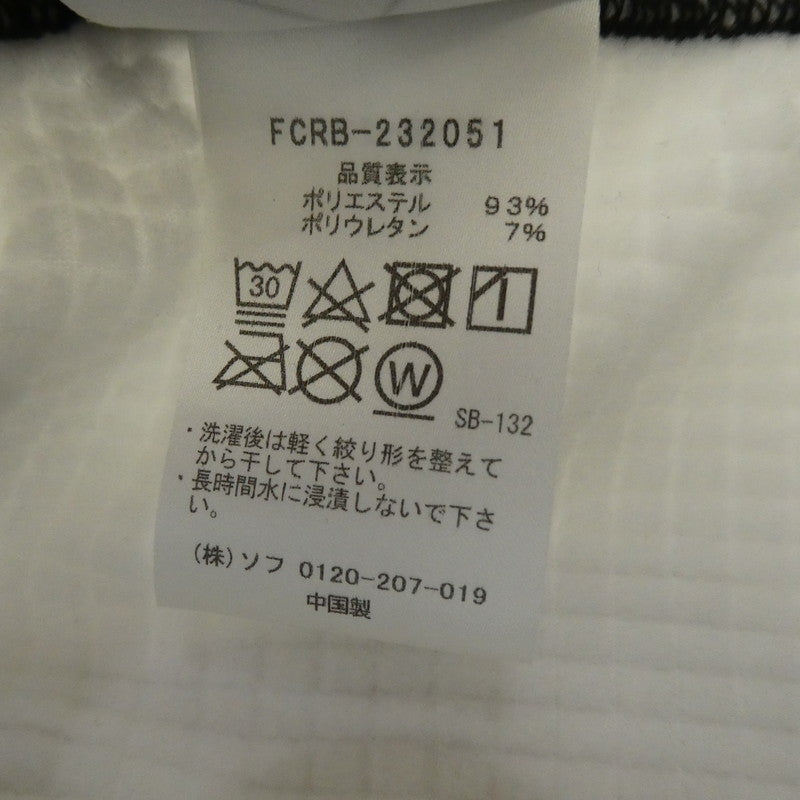 FCRB-232051
品質表示
ポリエステル 93%
ポリウレタン 7%
30
W
SB-132
・洗濯後は軽く絞り形を整えて
から干して下さい。
・長時間水に浸漬しないで下さ
い。
(株)ソフ 0120-207-019
中国製